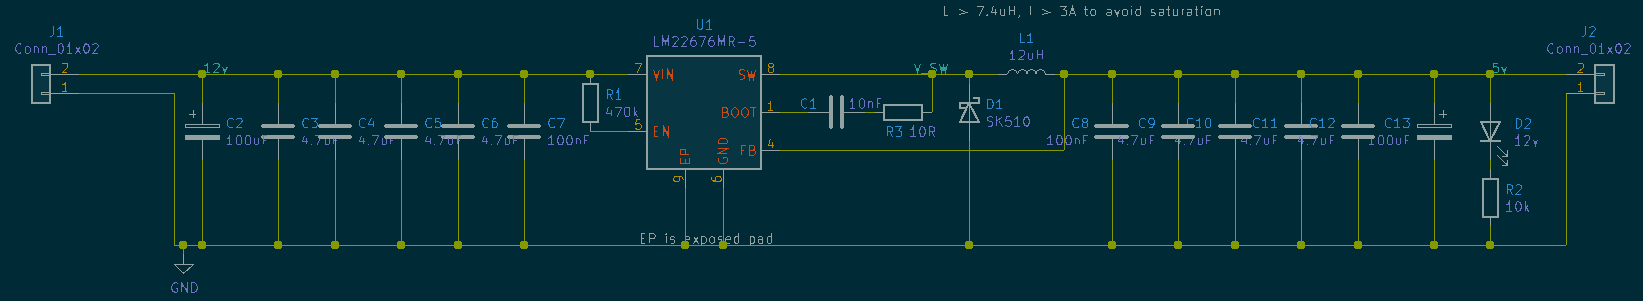 L > 7.4uH, I > 3A to avoid saturation
J1
Conn_01x02
2
1
12v
GND
C2
100uF
C3
4.7uF
C4
4.7uF
C5
4.7uF
C6
4.7uF
C7
100nF
R1
470k
U1
LM22676MR-5
7
VIN
5
EN
SW
8
BOOT
1
FB
4
EP
9
GND
6
EP is exposed pad
C1
10nF
R3 10R
V_SW
D1
SK510
L1
12uH
C8
100nF
C9
4.7uF
C10
4.7uF
C11
4.7uF
C12
4.7uF
C13
100uF
5v
D2
12v
R2
10k
J2
Conn_01x02
2
1